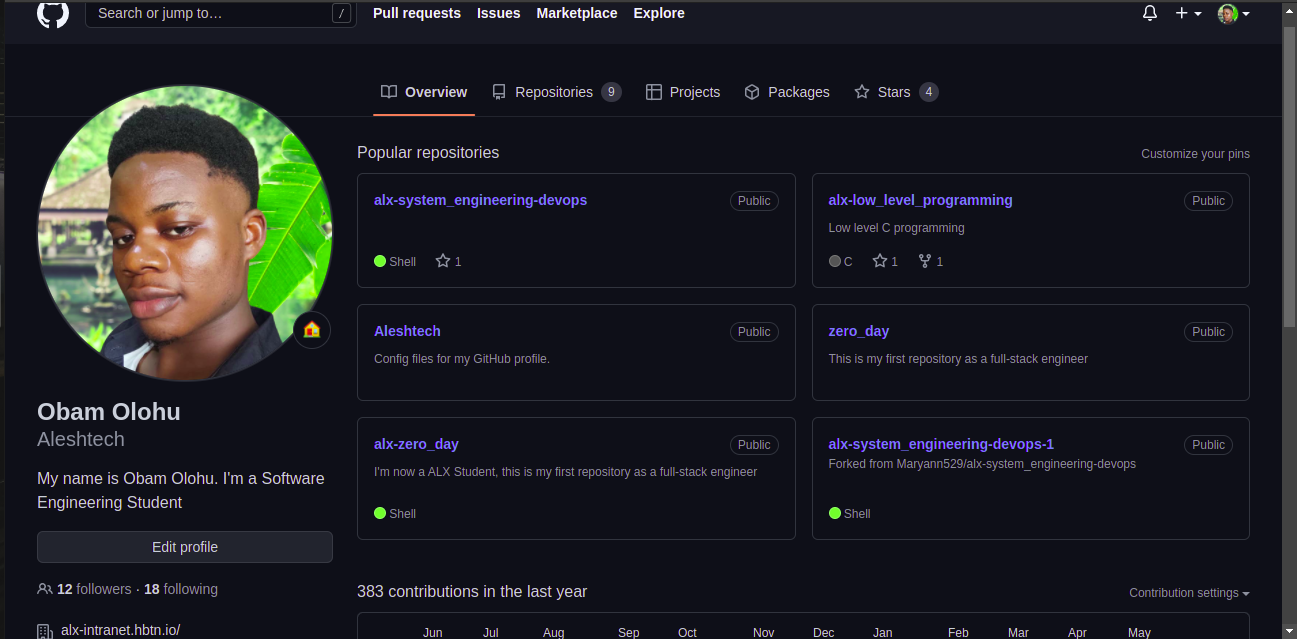 Search or jump to…
/
Pull requests
Issues
Marketplace
Explore
Overview
Repositories 9
Projects
Packages
Stars 4
Obam Olohu
Aleshtech
My name is Obam Olohu. I'm a Software
Engineering Student
Edit profile
12 followers · 18 following
alx-intranet.hbtn.io/
Popular repositories
Customize your pins
alx-system_engineering-devops
Public
Shell
1
alx-low_level_programming
Public
Low level C programming
C
1
1
Aleshtech
Public
Config files for my GitHub profile.
zero_day
Public
This is my first repository as a full-stack engineer
alx-zero_day
Public
I'm now a ALX Student, this is my first repository as a full-stack engineer
Shell
alx-system_engineering-devops-1
Public
Forked from Maryann529/alx-system_engineering-devops
Shell
383 contributions in the last year
Contribution settings
Jun Jul Aug Sep Oct Nov Dec Jan Feb Mar Apr May